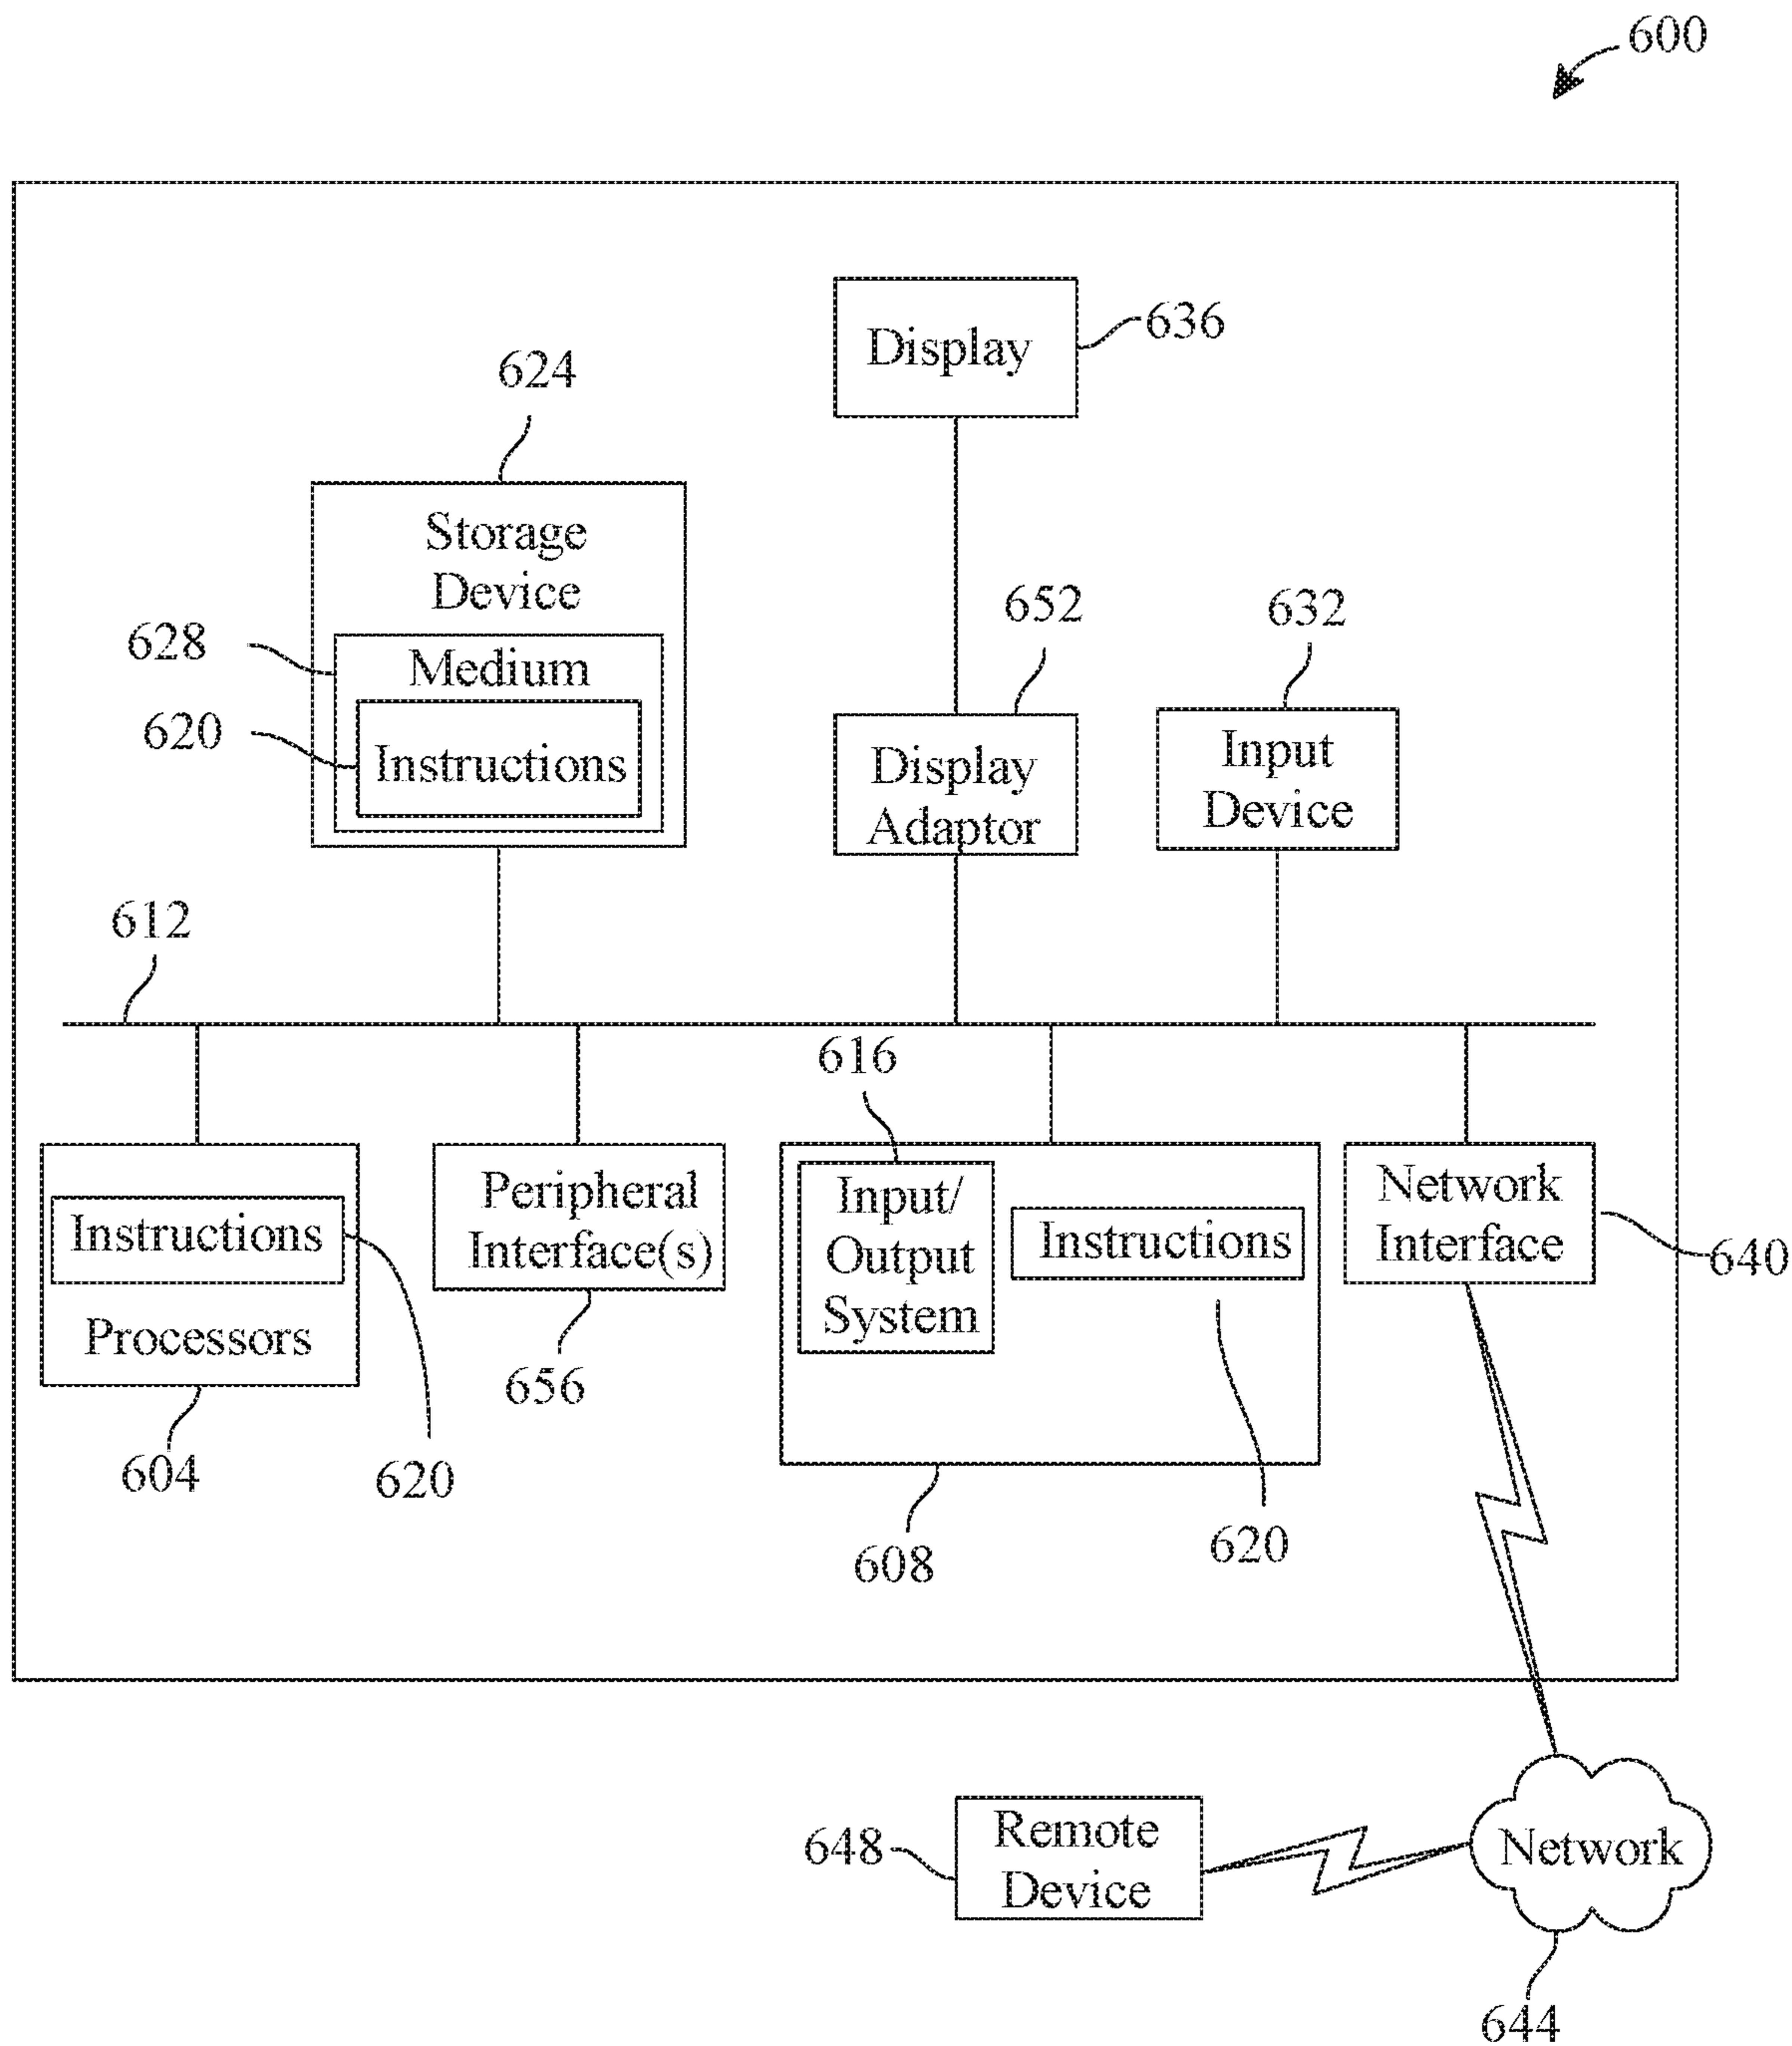 600
Display
636
624
Storage
Device
628
Medium
620
Instructions
652
Display
Adaptor
632
Input
Device
612
616
Instructions
Processors
604
620
Peripheral
Interface(s)
656
Input/
Output
System
Instructions
608
620
Network
Interface
640
648
Remote
Device
Network
644